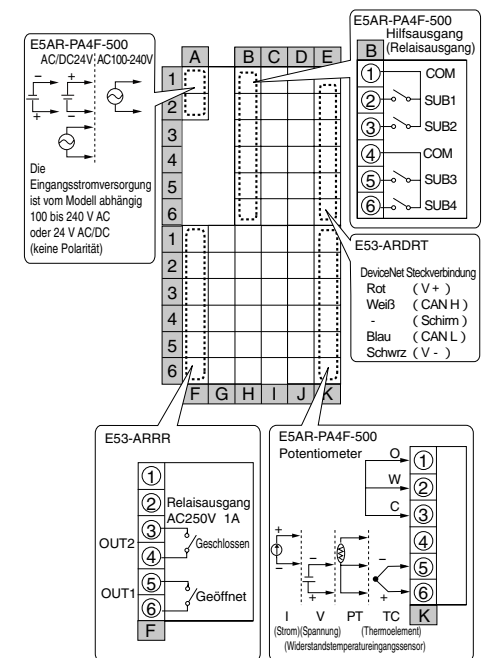 E5AR-PA4F-500
AC/DC24V AC100-240V
Die
Eingangsstromversorgung
ist vom Modell abhängig
100 bis 240 V AC
oder 24 V AC/DC
(keine Polarität)
A B C D E
1
2
3
4
5
6
1
2
3
4
5
6
F G H I J K
E5AR-PA4F-500
Hilfsausgang
(Relaisausgang)
B
1 COM
2 SUB1
3 SUB2
4 COM
5 SUB3
6 SUB4
E53-ARDRT
DeviceNet Steckverbindung
Rot ( V + )
Weiß ( CAN H )
- ( Schirm )
Blau ( CAN L )
Schwrz ( V - )
E53-ARRR
1
2 Relaisausgang
AC250V 1A
3
OUT2 Geschlossen
4
5
OUT1 Geöffnet
6
F
E5AR-PA4F-500
Potentiometer
O 1
W 2
C 3
4
5
6
+ − − +
− + − +
I V PT TC K
(Strom)(Spannung) (Thermoelement)
(Widerstandstemperatureingangssensor)